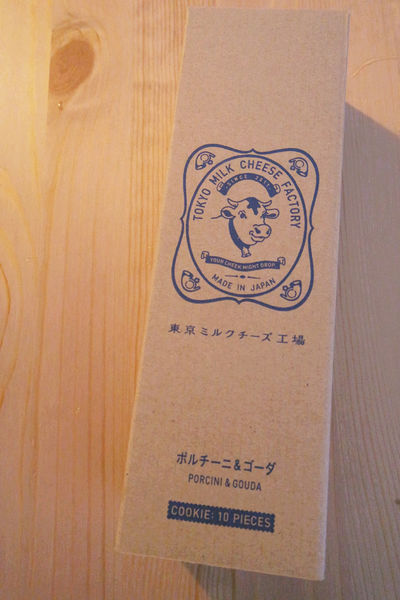 TOKYO MILK CHEESE FACTORY
SINCE
YOUR CHEEK MIGHT DROP
MADE IN JAPAN
東京ミルクチーズ工場
ポルチーニ&ゴーダ
PORCINI & GOUDA
COOKIE: 10 PIECES